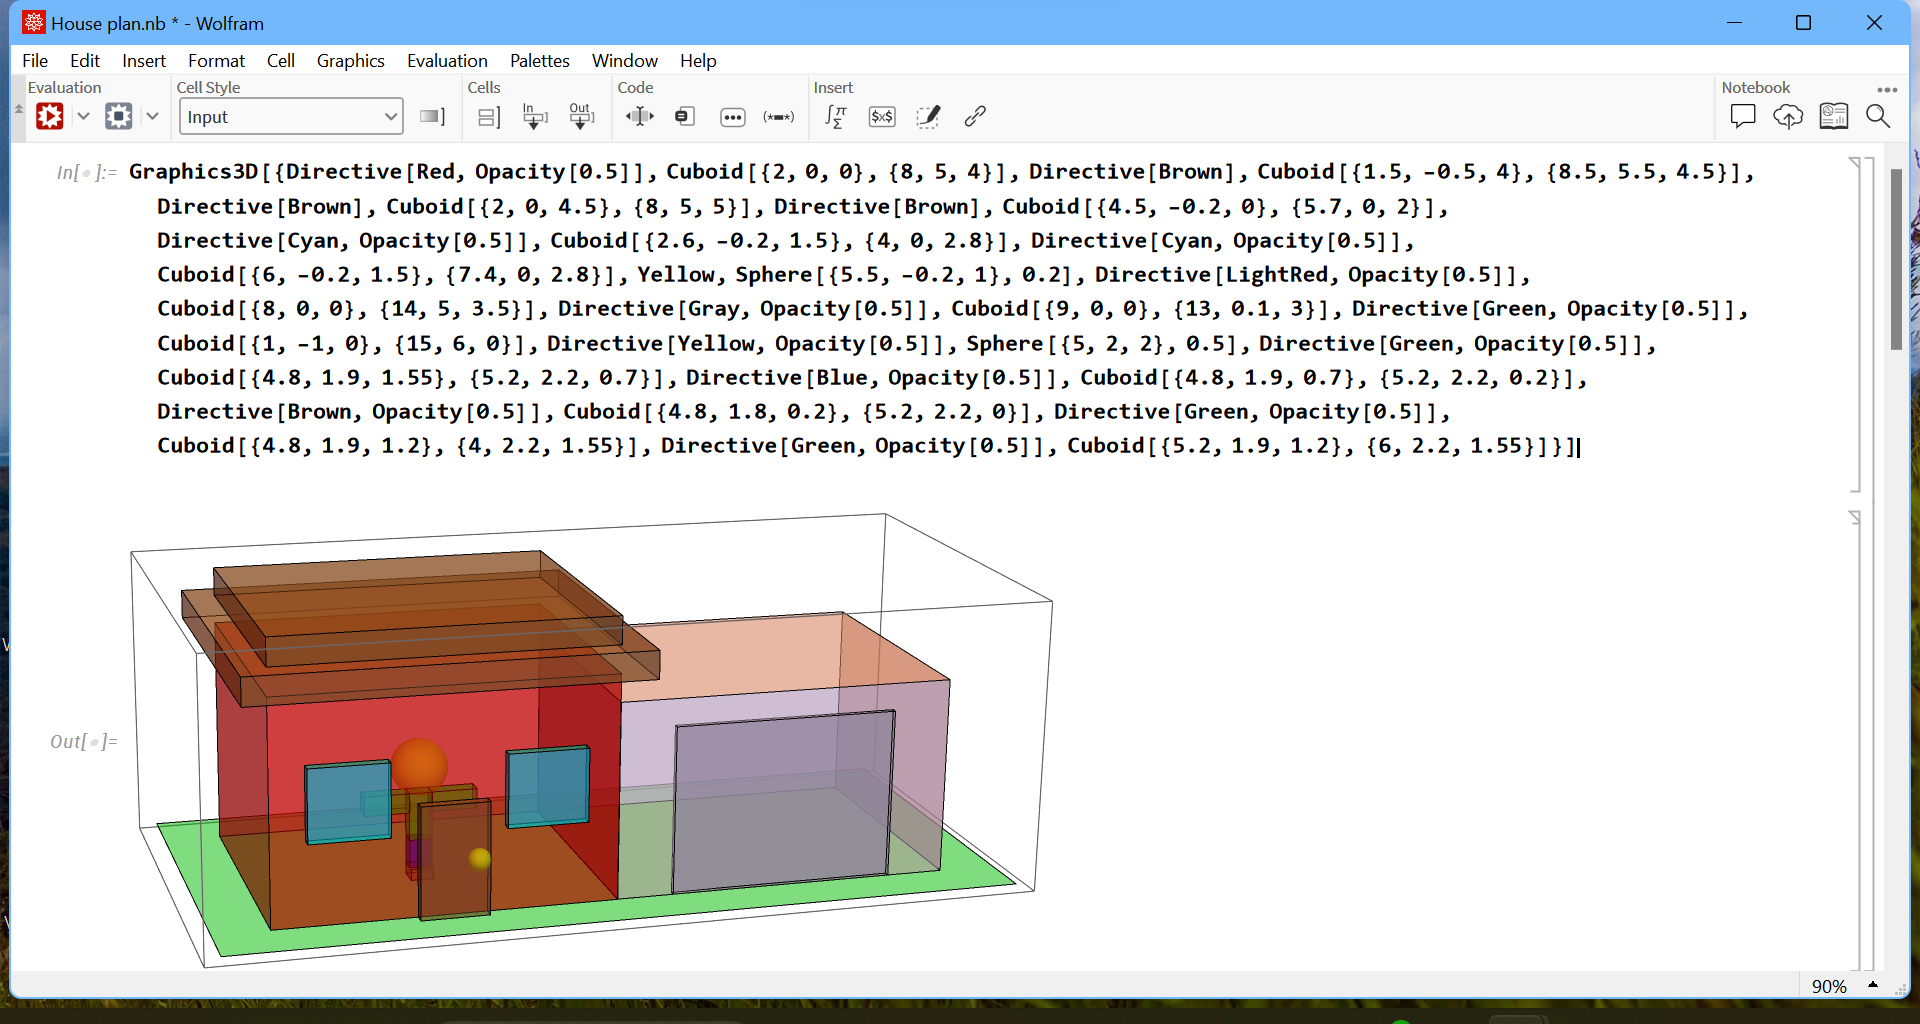 House plan.nb * - Wolfram
File Edit Insert Format Cell Graphics Evaluation Palettes Window Help
Evaluation Cell Style Cells Code Insert Notebook
Input In Out
In[ ]:= Graphics3D[{Directive[Red, Opacity[0.5]], Cuboid[{2, 0, 0}, {8, 5, 4}], Directive[Brown], Cuboid[{1.5, -0.5, 4}, {8.5, 5.5, 4.5}],
Directive[Brown], Cuboid[{2, 0, 4.5}, {8, 5, 5}], Directive[Brown], Cuboid[{4.5, -0.2, 0}, {5.7, 0, 2}],
Directive[Cyan, Opacity[0.5]], Cuboid[{2.6, -0.2, 1.5}, {4, 0, 2.8}], Directive[Cyan, Opacity[0.5]],
Cuboid[{6, -0.2, 1.5}, {7.4, 0, 2.8}], Yellow, Sphere[{5.5, -0.2, 1}, 0.2], Directive[LightRed, Opacity[0.5]],
Cuboid[{8, 0, 0}, {14, 5, 3.5}], Directive[Gray, Opacity[0.5]], Cuboid[{9, 0, 0}, {13, 0.1, 3}], Directive[Green, Opacity[0.5]],
Cuboid[{1, -1, 0}, {15, 6, 0}], Directive[Yellow, Opacity[0.5]], Sphere[{5, 2, 2}, 0.5], Directive[Green, Opacity[0.5]],
Cuboid[{4.8, 1.9, 1.55}, {5.2, 2.2, 0.7}], Directive[Blue, Opacity[0.5]], Cuboid[{4.8, 1.9, 0.7}, {5.2, 2.2, 0.2}],
Directive[Brown, Opacity[0.5]], Cuboid[{4.8, 1.8, 0.2}, {5.2, 2.2, 0}], Directive[Green, Opacity[0.5]],
Cuboid[{4.8, 1.9, 1.2}, {4, 2.2, 1.55}], Directive[Green, Opacity[0.5]], Cuboid[{5.2, 1.9, 1.2}, {6, 2.2, 1.55}]}]
Out[ ]=
90%